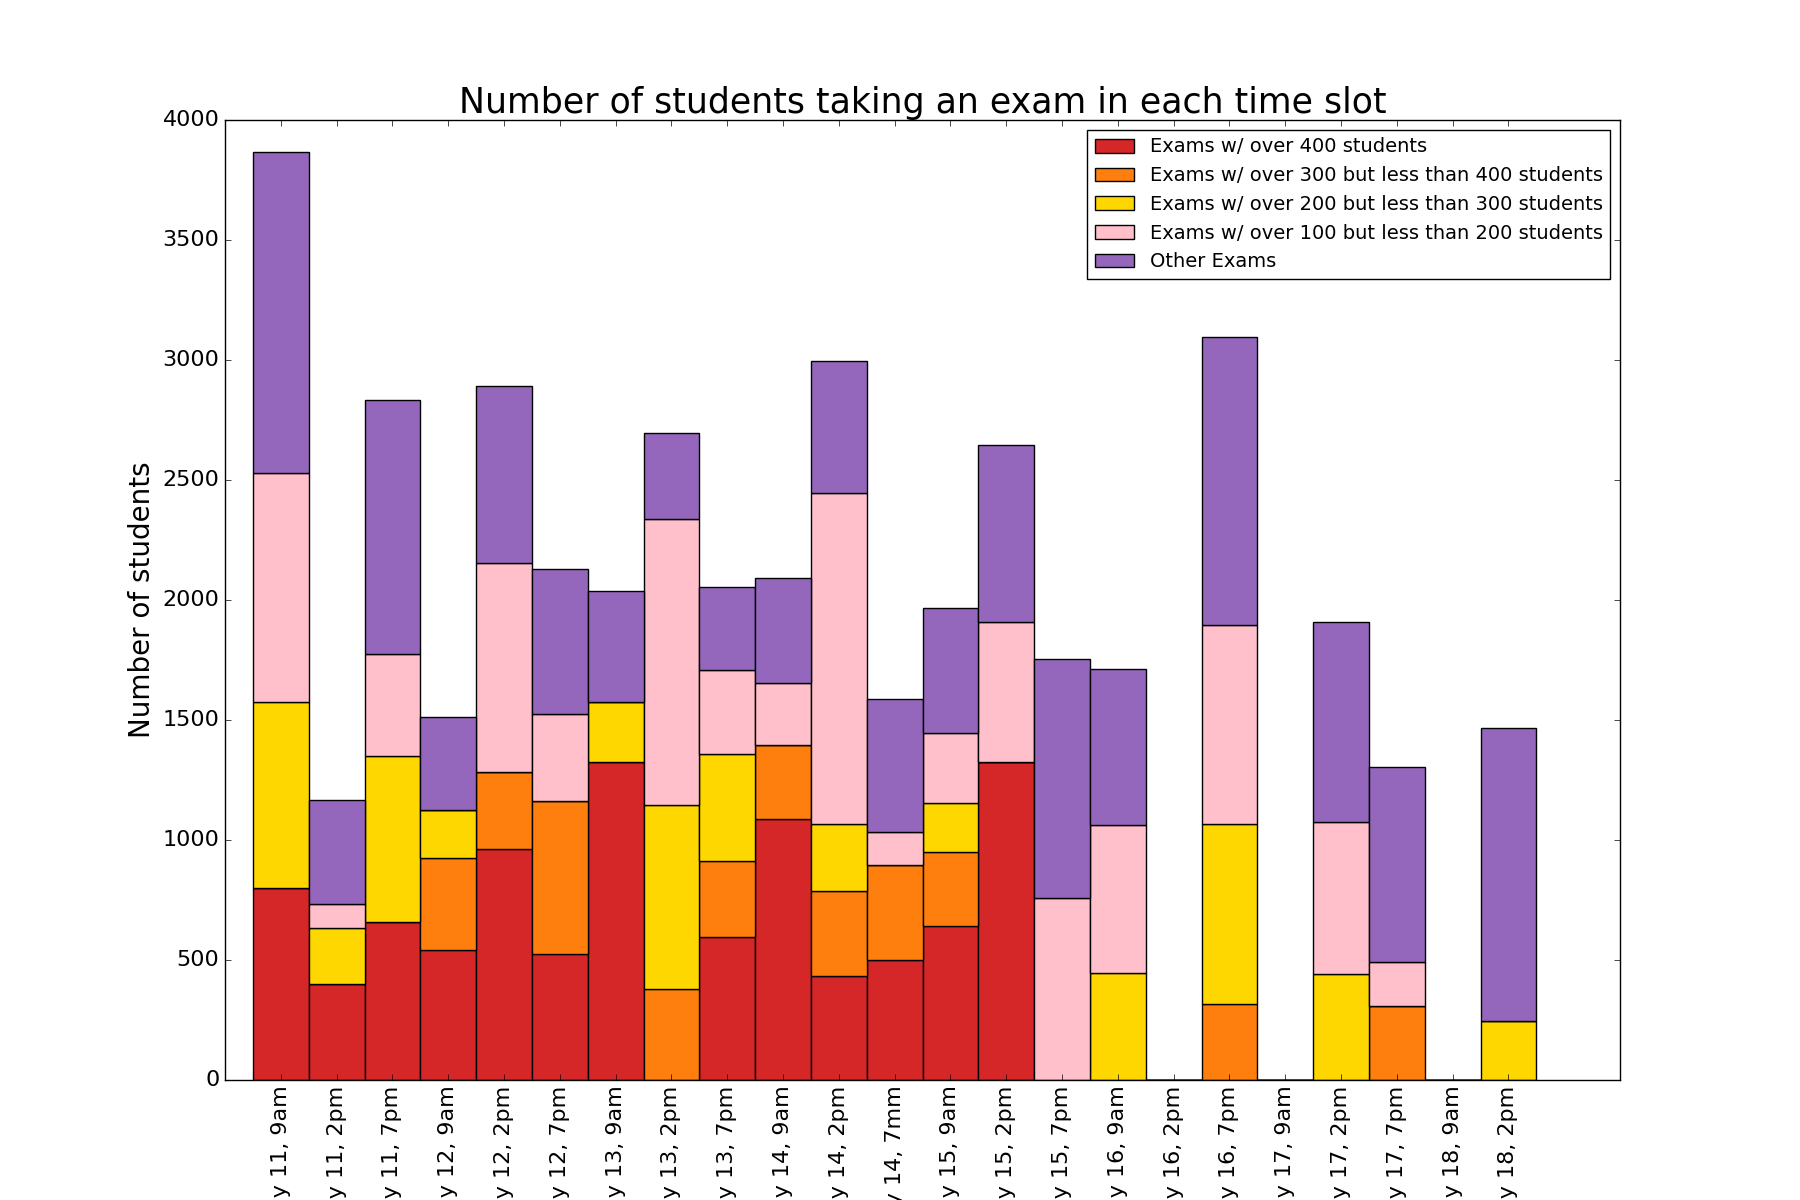 Number of students taking an exam in each time slot
Exams w/ over 400 students
Exams w/ over 300 but less than 400 students
Exams w/ over 200 but less than 300 students
Exams w/ over 100 but less than 200 students
Other Exams
Number of students
4000
3500
3000
2500
2000
1500
1000
500
0
y 11, 9am
y 11, 2pm
y 11, 7pm
y 12, 9am
y 12, 2pm
y 12, 7pm
y 13, 9am
y 13, 2pm
y 13, 7pm
y 14, 9am
y 14, 2pm
y 14, 7mm
y 15, 9am
y 15, 2pm
y 15, 7pm
y 16, 9am
y 16, 2pm
y 16, 7pm
y 17, 9am
y 17, 2pm
y 17, 7pm
y 18, 9am
y 18, 2pm